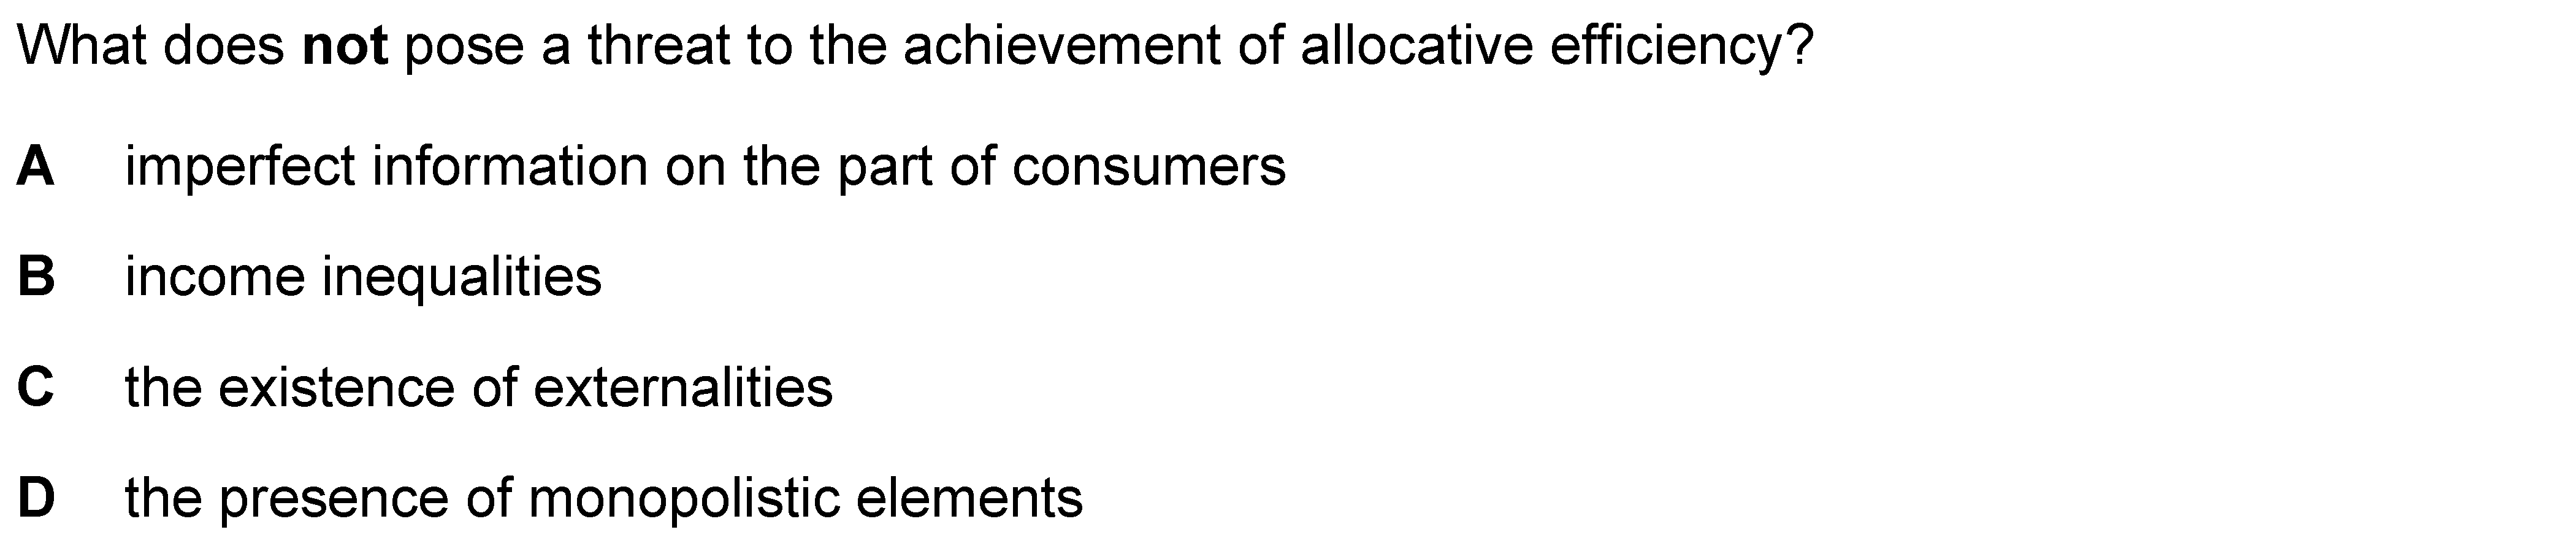 What does not pose a threat to the achievement of allocative efficiency?
A imperfect information on the part of consumers
B income inequalities
C the existence of externalities
D the presence of monopolistic elements